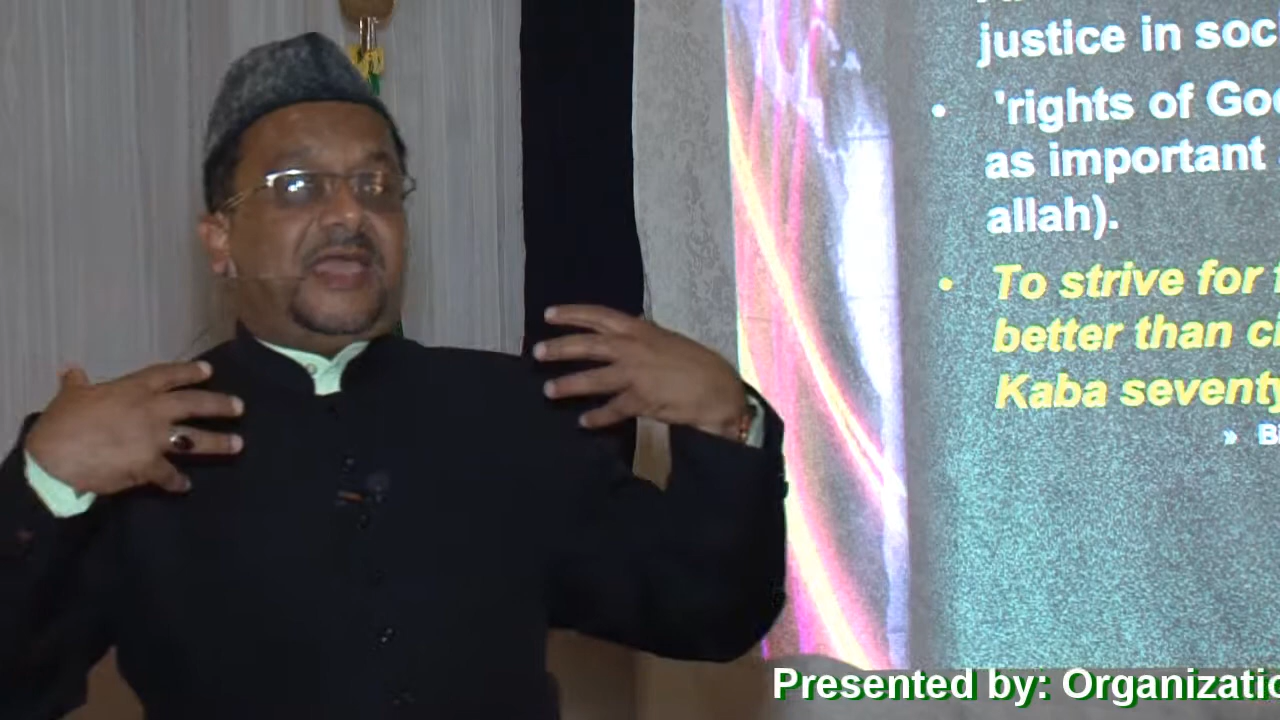 justice in soc
• 'rights of Go
as important
allah).
• To strive for
better than c
Kaba seventy
» B
Presented by: Organizatio